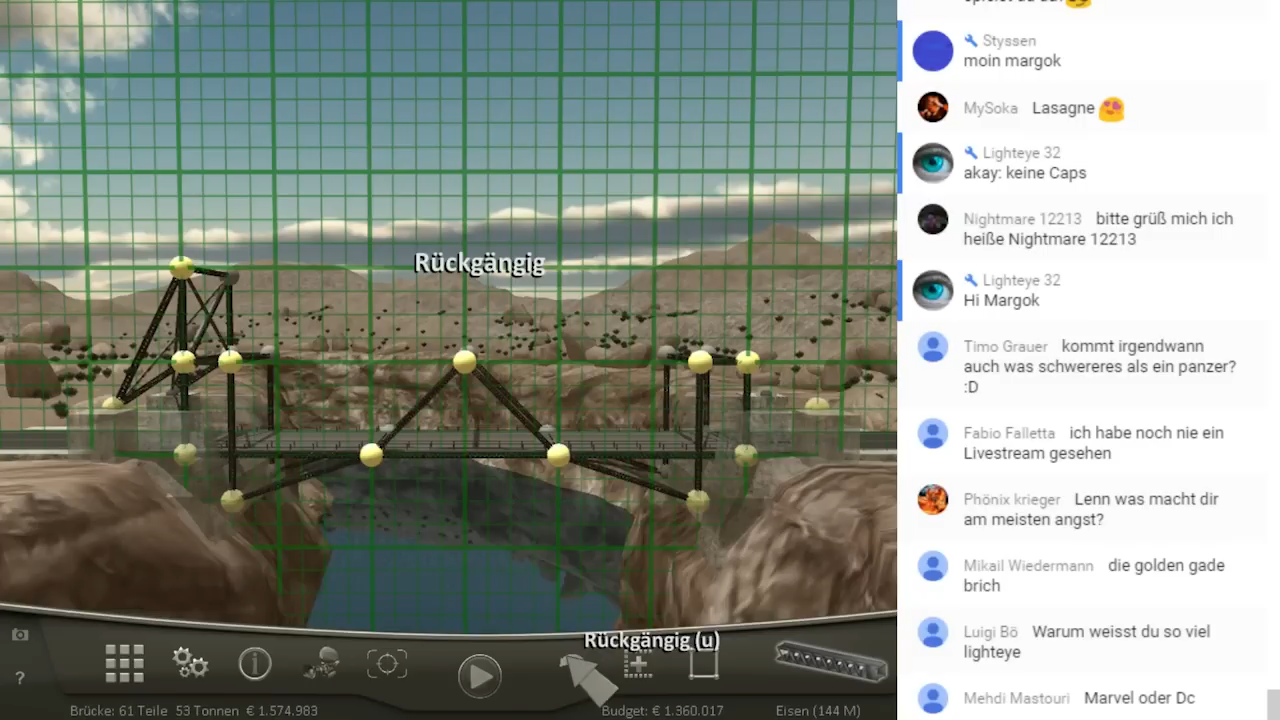 Rückgängig
Rückgängig (u)
Brücke: 61 Teile 53 Tonnen € 1.574.983
Budget: € 1.360.017
Eisen (144 M)
Styssen
moin margok
MySoka Lasagne
Lighteye 32
akay: keine Caps
Nightmare 12213 bitte grüß mich ich
heiße Nightmare 12213
Lighteye 32
Hi Margok
Timo Grauer kommt irgendwann
auch was schwereres als ein panzer?
:D
Fabio Falletta ich habe noch nie ein
Livestream gesehen
Phönix krieger Lenn was macht dir
am meisten angst?
Mikail Wiedermann die golden gade
brich
Luigi Bö Warum weisst du so viel
lighteye
Mehdi Mastouri Marvel oder Dc